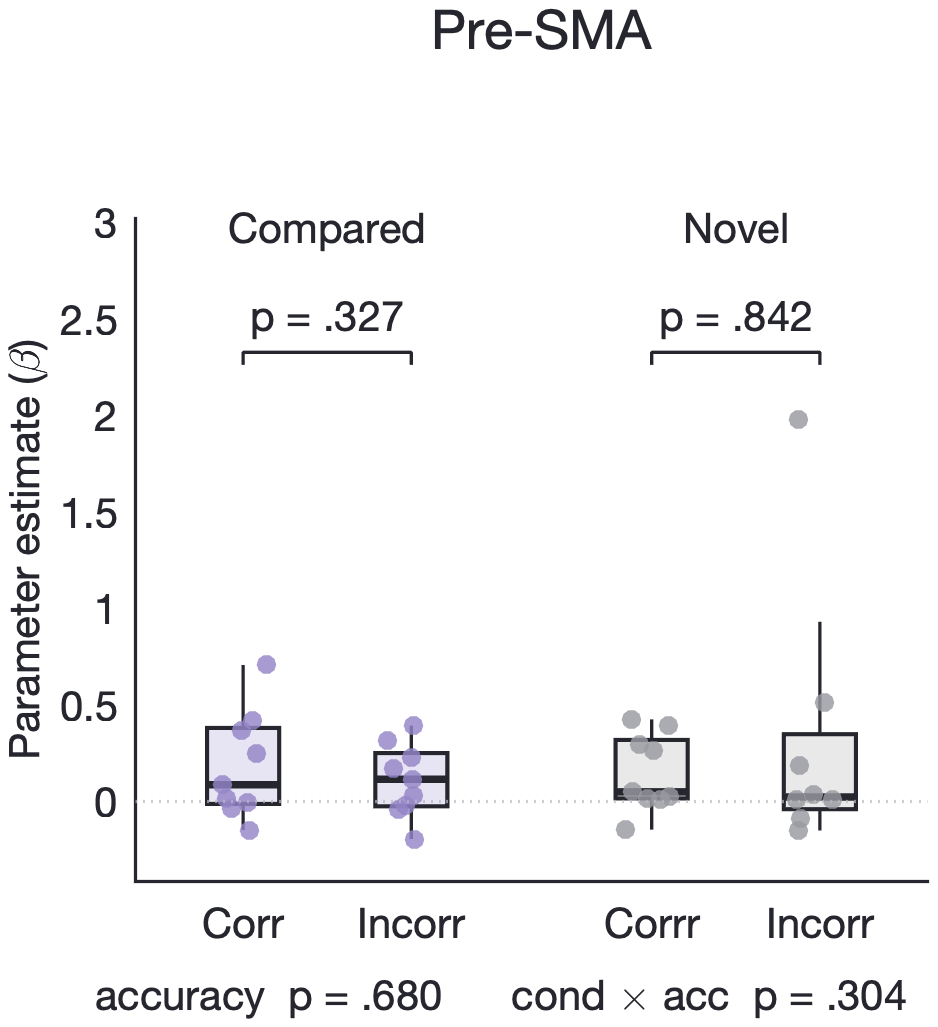 Pre-SMA
Compared Novel
p = .327 p = .842
3
2.5
2
1.5
1
0.5
0
Parameter estimate (β)
Corr Incorr Corrr Incorr
accuracy p = .680 cond × acc p = .304